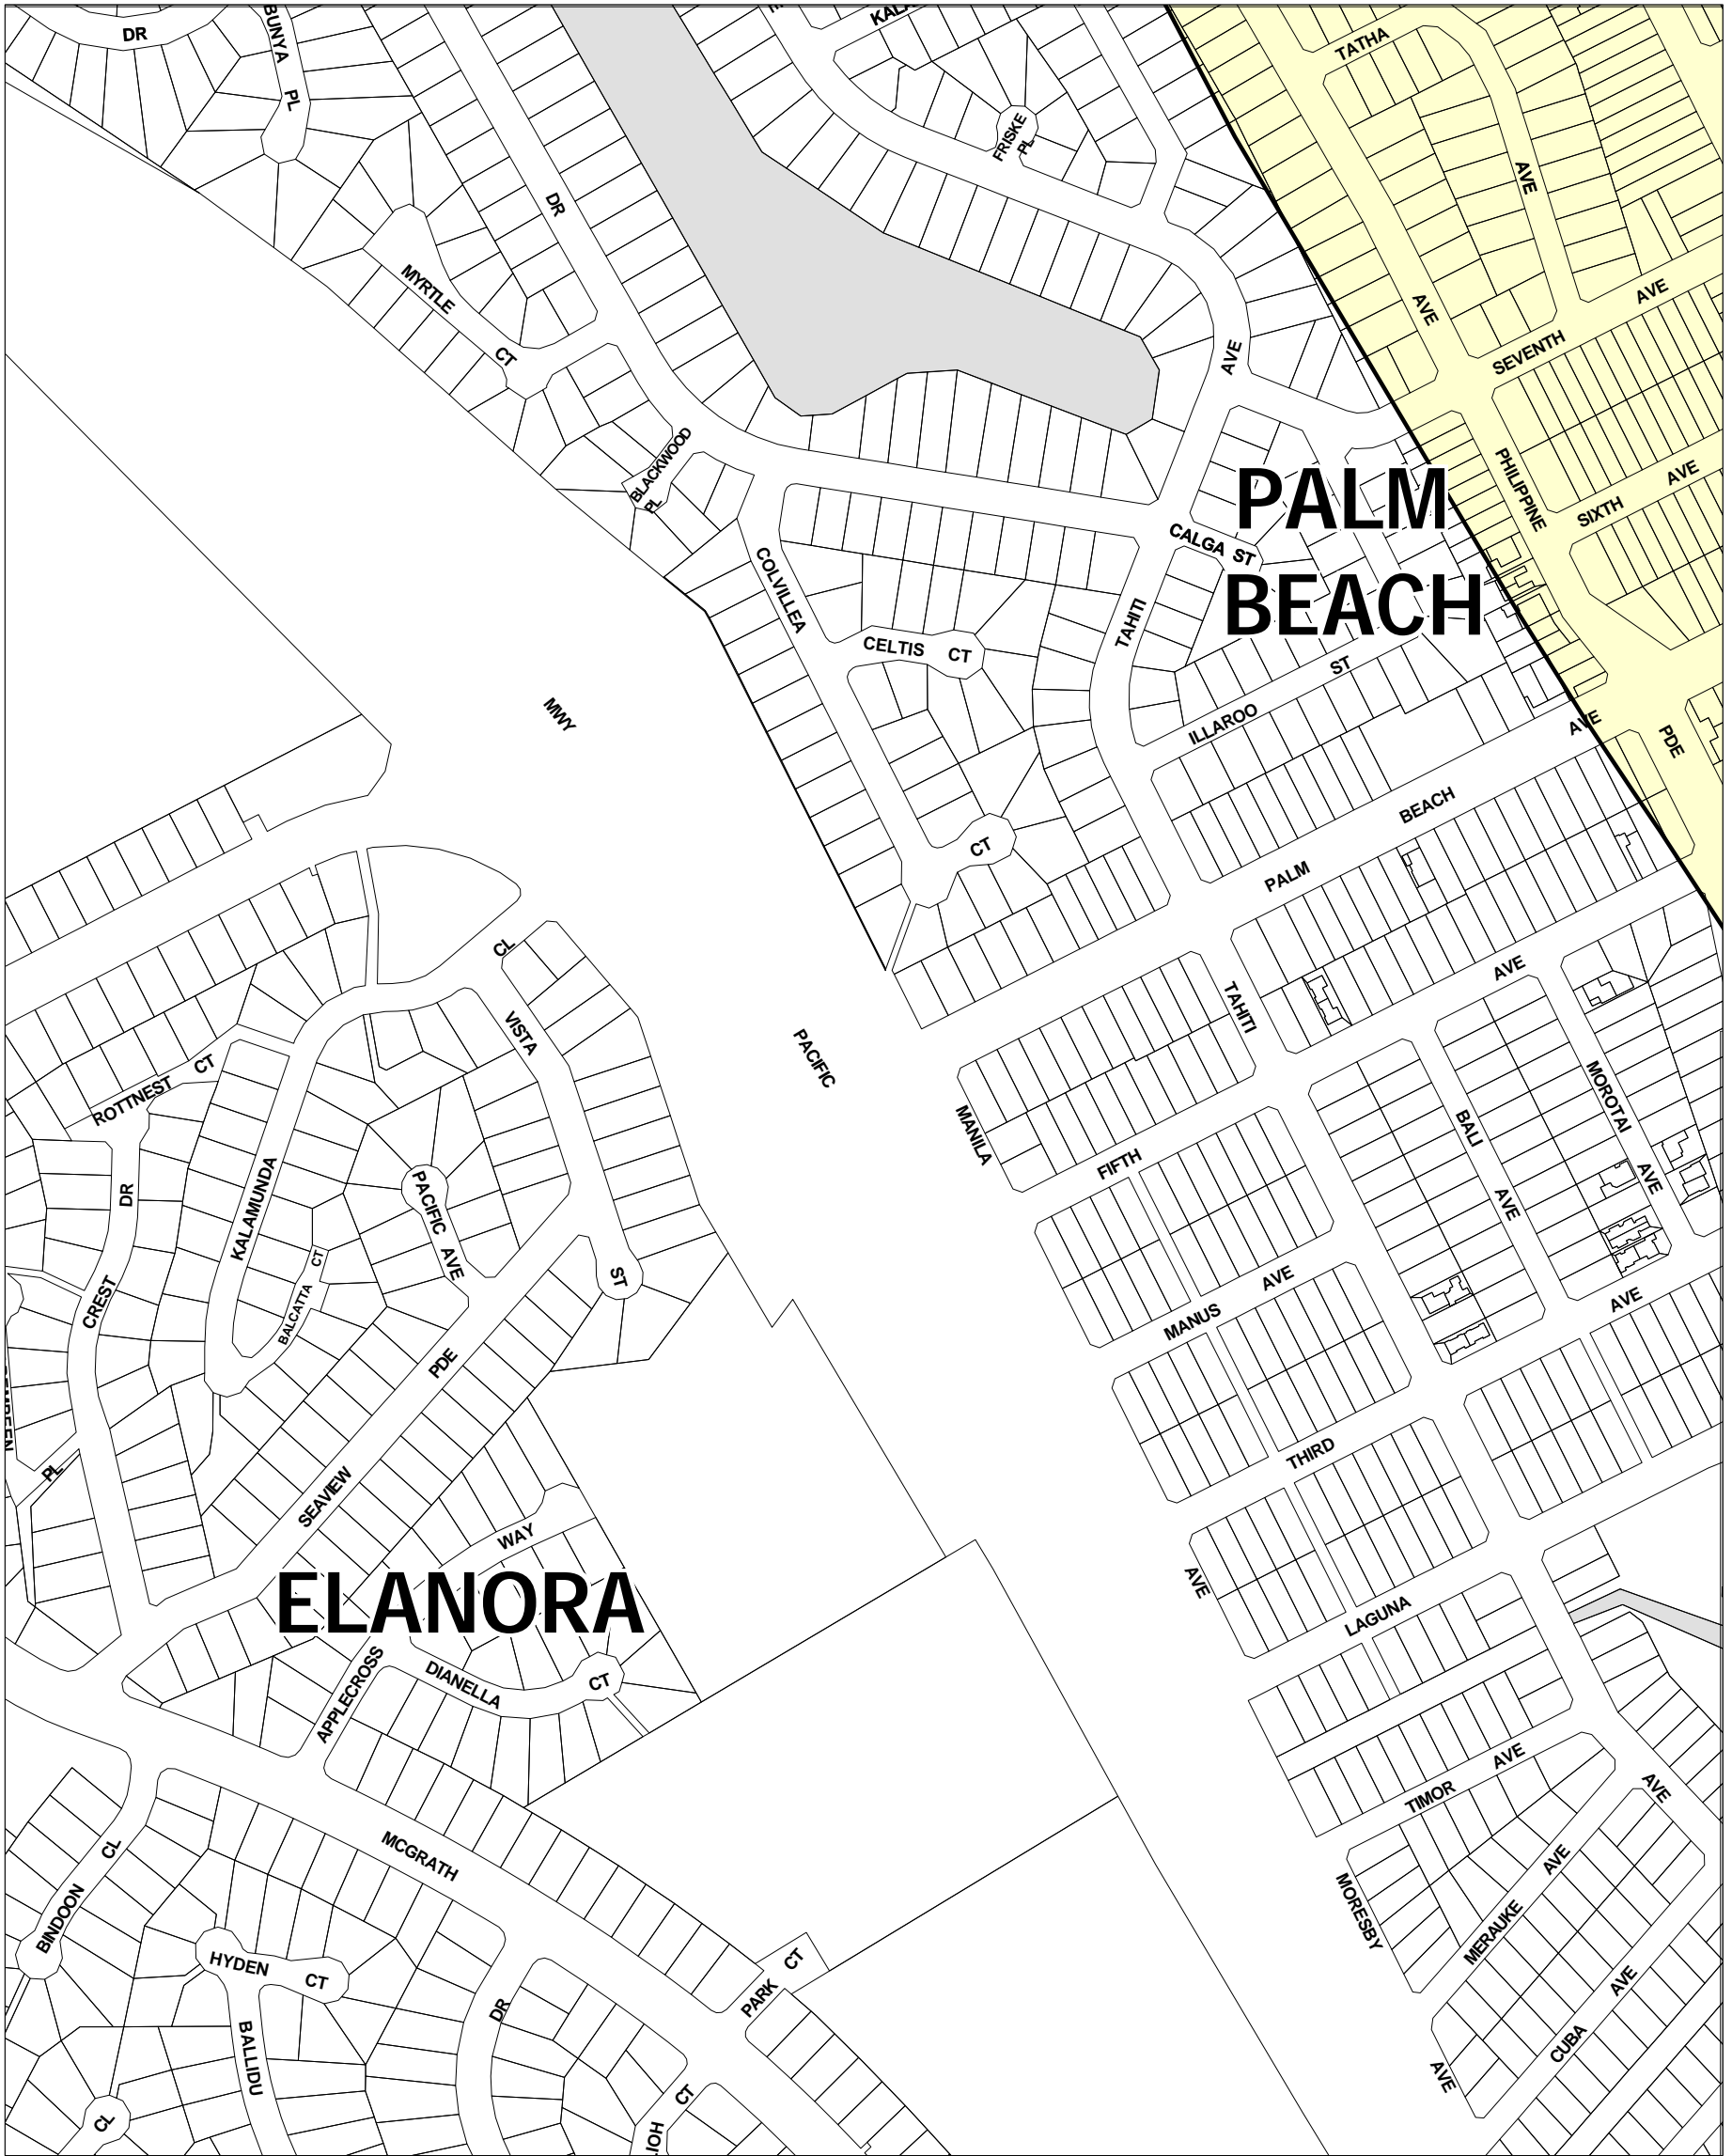 DR
BUNYA
PL
TATHA
FRISKE
PL
AVE
DR
MYRTLE
CT
AVE
AVE
SEVENTH
AVE
BLACKWOOD
PL
PALM
BEACH
PHILIPPINE
SIXTH
AVE
CALGA ST
COLVILLEA
CELTIS CT
TAHITI
ILLAROO
ST
MWY
AVE
PDE
PALM
BEACH
CT
CL
VISTA
TAHITI
AVE
PACIFIC
ROTTNEST
CT
MANILA
FIFTH
BALI
AVE
MOROTAI
AVE
DR
KALAMUNDA
PACIFIC
AVE
CREST
BALCATTA
CT
ST
MANUS
AVE
AVE
PDE
PL
SEAVIEW
THIRD
WAY
ELANORA
AVE
LAGUNA
APPLECROSS
DIANELLA
CT
TIMOR
AVE
AVE
MCGRATH
BINDOON
CL
MORESBY
MERAUKE
AVE
HYDEN
CT
PARK
CT
DR
BALLIDU
CUBA
AVE
AVE
CL
CT